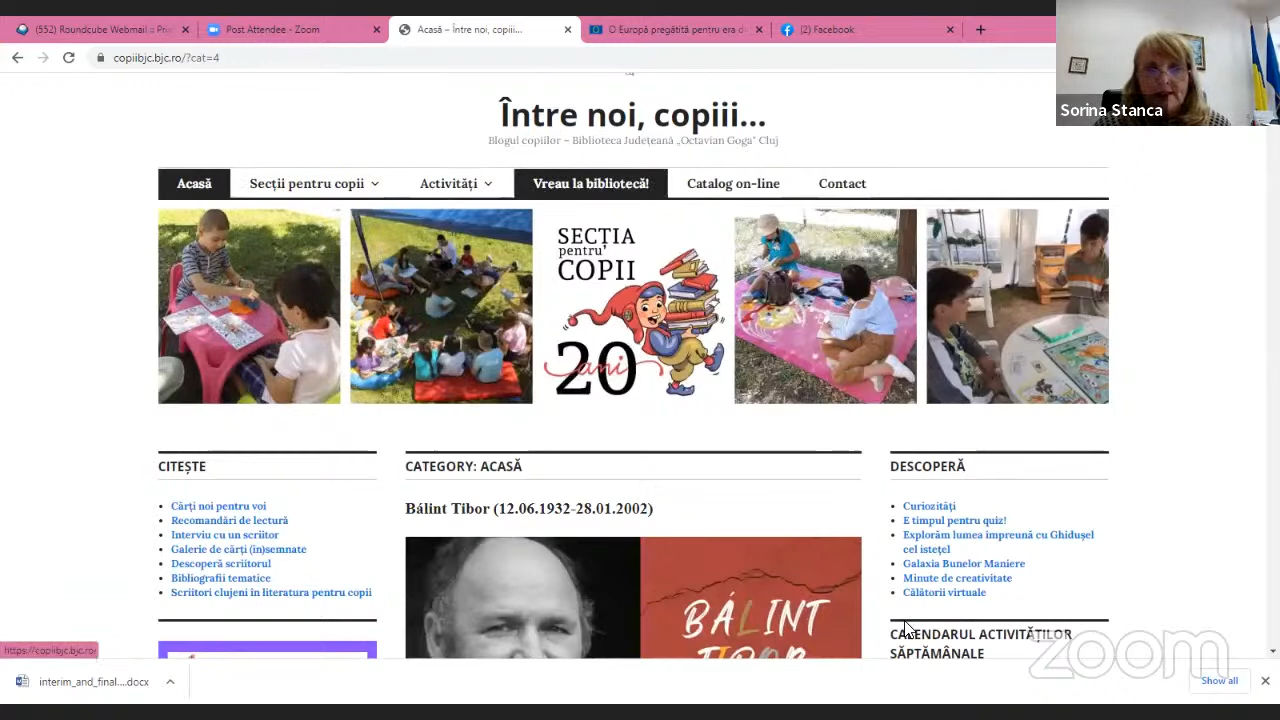 (552) Roundcube Webmail :: Pri
Post Attendee - Zoom
Acasă – Între noi, copiii...
O Europă pregătită pentru era d
(2) Facebook
copiibjc.bjc.ro/?cat=4
Sorina Stanca
Între noi, copiii...
Blogul copiilor – Biblioteca Județeană „Octavian Goga" Cluj
Acasă
Secții pentru copii
Activități
Vreau la bibliotecă!
Catalog on-line
Contact
SECȚIA
pentru
COPII
20
ani
CITEȘTE
Cărți noi pentru voi
Recomandări de lectură
Interviu cu un scriitor
Galerie de cărți (în)semnate
Descoperă scriitorul
Bibliografii tematice
Scriitori clujeni în literatura pentru copii
CATEGORY: ACASĂ
Bálint Tibor (12.06.1932-28.01.2002)
BÁLINT
TIBOR
DESCOPERĂ
Curiozități
E timpul pentru quiz!
Explorăm lumea împreună cu Ghidușel
cel istețel
Galaxia Bunelor Maniere
Minute de creativitate
Călătorii virtuale
CALENDARUL ACTIVITĂȚILOR
SĂPTĂMÂNALE
zoom
https://copiibjc.bjc.ro/
interim_and_final....docx
Show all